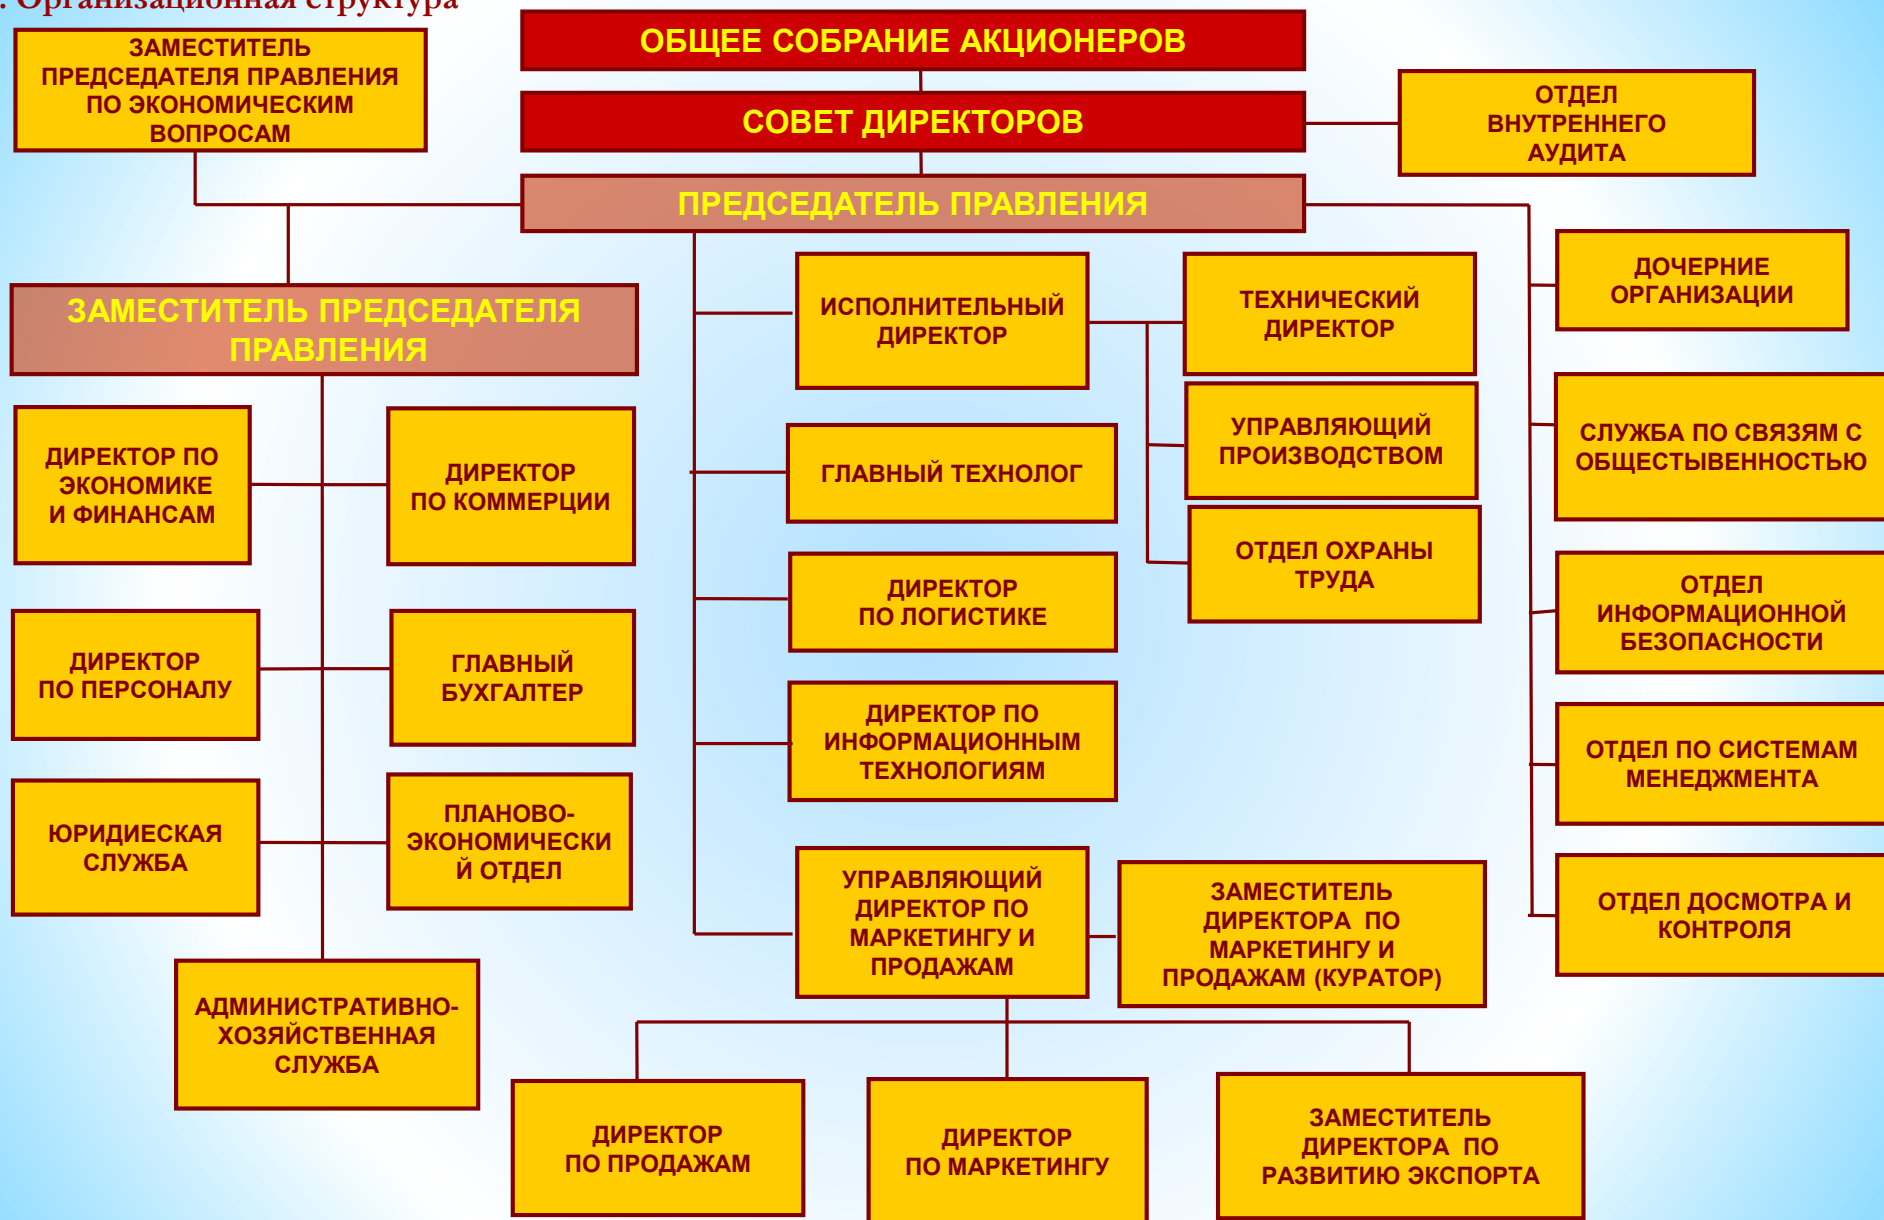 . Организационная структура
ЗАМЕСТИТЕЛЬ
ПРЕДСЕДАТЕЛЯ ПРАВЛЕНИЯ
ПО ЭКОНОМИЧЕСКИМ
ВОПРОСАМ
ОБЩЕЕ СОБРАНИЕ АКЦИОНЕРОВ
СОВЕТ ДИРЕКТОРОВ
ОТДЕЛ
ВНУТРЕННЕГО
АУДИТА
ПРЕДСЕДАТЕЛЬ ПРАВЛЕНИЯ
ЗАМЕСТИТЕЛЬ ПРЕДСЕДАТЕЛЯ
ПРАВЛЕНИЯ
ДИРЕКТОР ПО
ЭКОНОМИКЕ
И ФИНАНСАМ
ДИРЕКТОР
ПО КОММЕРЦИИ
ДИРЕКТОР
ПО ПЕРСОНАЛУ
ГЛАВНЫЙ
БУХГАЛТЕР
ЮРИДИЕСКАЯ
СЛУЖБА
ПЛАНОВО-
ЭКОНОМИЧЕСКИ
Й ОТДЕЛ
АДМИНИСТРАТИВНО-
ХОЗЯЙСТВЕННАЯ
СЛУЖБА
ИСПОЛНИТЕЛЬНЫЙ
ДИРЕКТОР
ТЕХНИЧЕСКИЙ
ДИРЕКТОР
УПРАВЛЯЮЩИЙ
ПРОИЗВОДСТВОМ
ОТДЕЛ ОХРАНЫ
ТРУДА
ГЛАВНЫЙ ТЕХНОЛОГ
ДИРЕКТОР
ПО ЛОГИСТИКЕ
ДИРЕКТОР ПО
ИНФОРМАЦИОННЫМ
ТЕХНОЛОГИЯМ
УПРАВЛЯЮЩИЙ
ДИРЕКТОР ПО
МАРКЕТИНГУ И
ПРОДАЖАМ
ЗАМЕСТИТЕЛЬ
ДИРЕКТОРА ПО
МАРКЕТИНГУ И
ПРОДАЖАМ (КУРАТОР)
ДИРЕКТОР
ПО ПРОДАЖАМ
ДИРЕКТОР
ПО МАРКЕТИНГУ
ЗАМЕСТИТЕЛЬ
ДИРЕКТОРА ПО
РАЗВИТИЮ ЭКСПОРТА
ДОЧЕРНИЕ
ОРГАНИЗАЦИИ
СЛУЖБА ПО СВЯЗЯМ С
ОБЩЕСТЫВЕННОСТЬЮ
ОТДЕЛ
ИНФОРМАЦИОННОЙ
БЕЗОПАСНОСТИ
ОТДЕЛ ПО СИСТЕМАМ
МЕНЕДЖМЕНТА
ОТДЕЛ ДОСМОТРА И
КОНТРОЛЯ